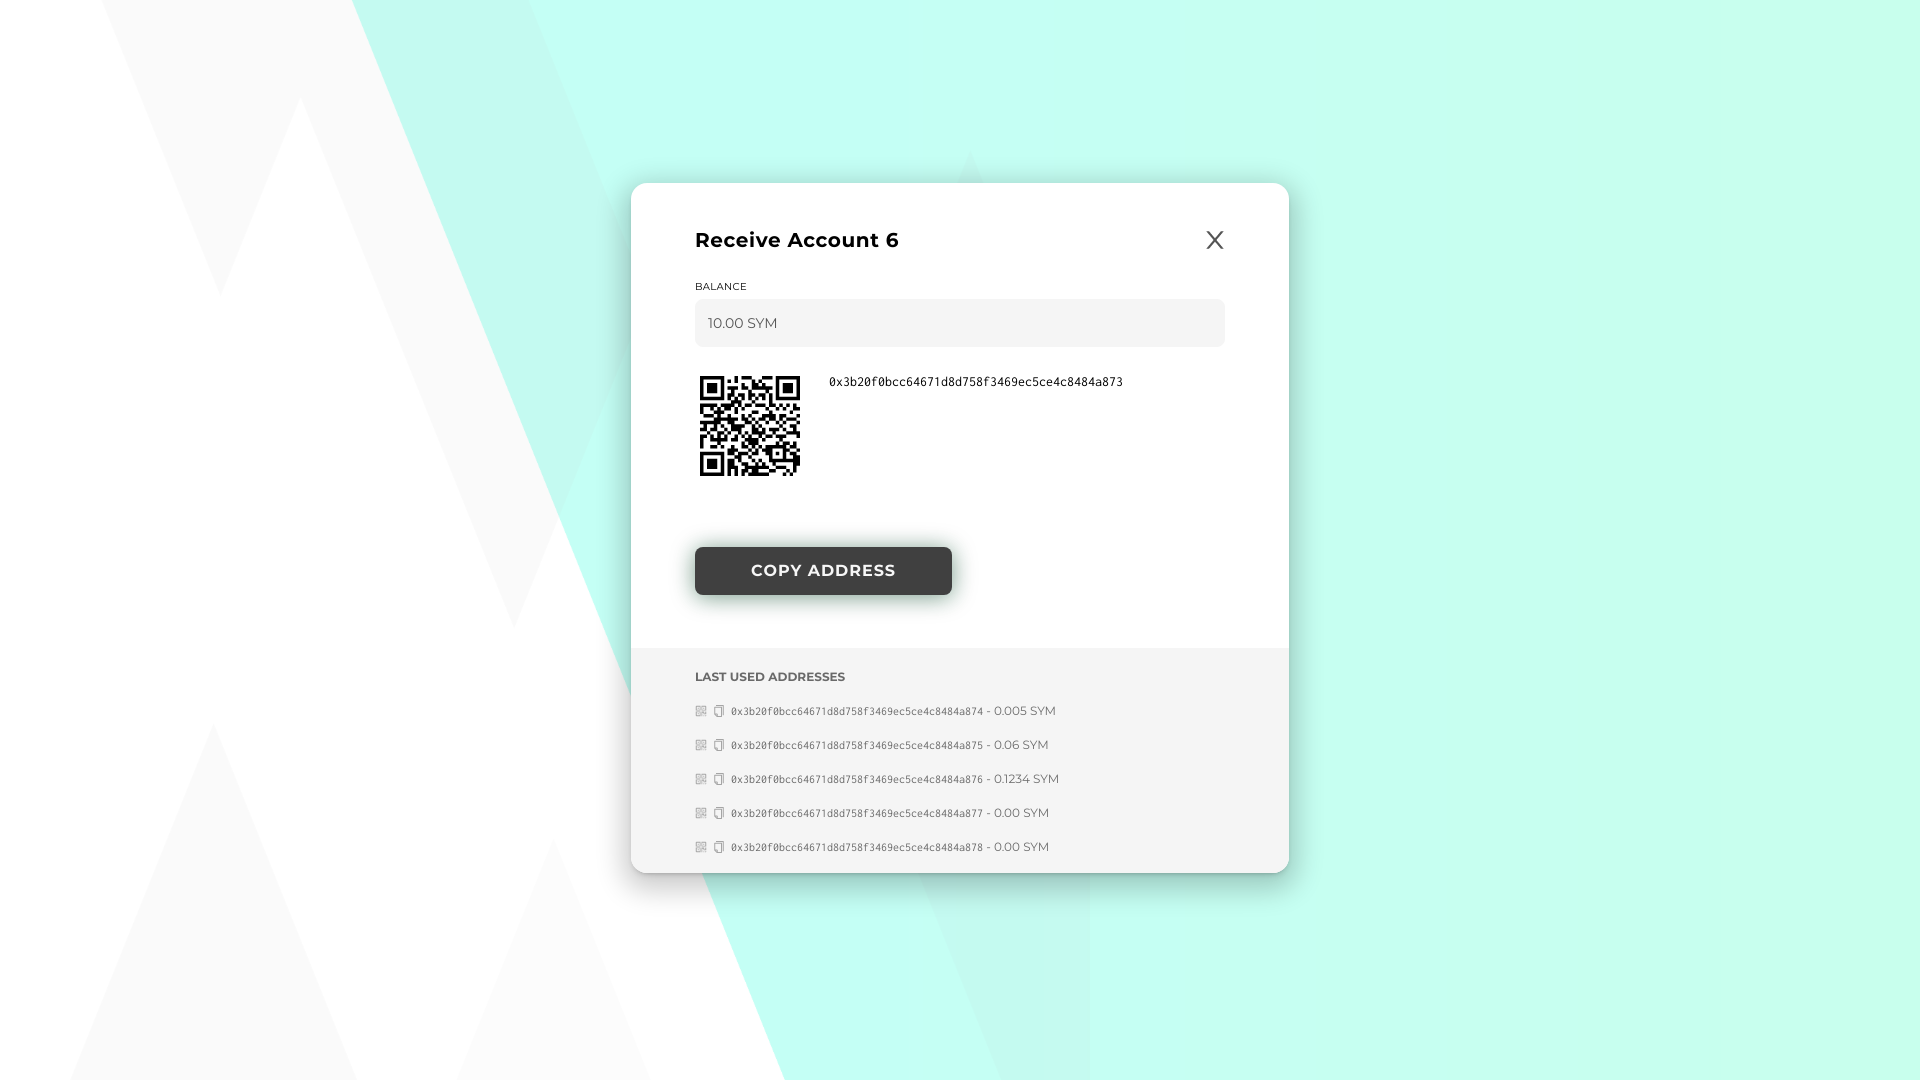 Receive Account 6
X
BALANCE
10.00 SYM
0x3b20f0bcc64671d8d758f3469ec5ce4c8484a873
COPY ADDRESS
LAST USED ADDRESSES
0x3b20f0bcc64671d8d758f3469ec5ce4c8484a874 - 0.005 SYM
0x3b20f0bcc64671d8d758f3469ec5ce4c8484a875 - 0.06 SYM
0x3b20f0bcc64671d8d758f3469ec5ce4c8484a876 - 0.1234 SYM
0x3b20f0bcc64671d8d758f3469ec5ce4c8484a877 - 0.00 SYM
0x3b20f0bcc64671d8d758f3469ec5ce4c8484a878 - 0.00 SYM